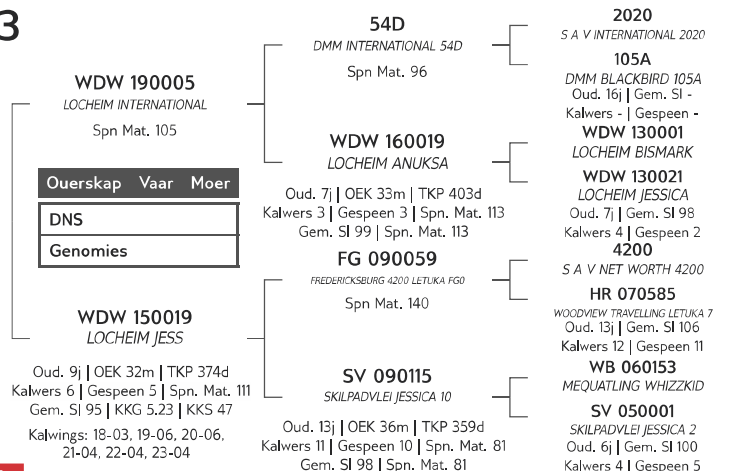 3
WDW 190005
LOCHEIM INTERNATIONAL
Spn Mat. 105
Ouerskap Vaar Moer
DNS
Genomies
WDW 150019
LOCHEIM JESS
Oud. 9j | OEK 32m | TKP 374d
Kalwers 6 | Gespeen 5 | Spn. Mat. 111
Gem. SI 95 | KKG 5.23 | KKS 47
Kalwings: 18-03, 19-06, 20-06,
21-04, 22-04, 23-04
54D
DMM INTERNATIONAL 54D
Spn Mat. 96
WDW 160019
LOCHEIM ANUKSA
Oud. 7j | OEK 33m | TKP 403d
Kalwers 3 | Gespeen 3 | Spn. Mat. 113
Gem. SI 99 | Spn. Mat. 113
FG 090059
FREDERICKSBURG 4200 LETUKA FG0
Spn Mat. 140
SV 090115
SKILPADVLEI JESSICA 10
Oud. 13j | OEK 36m | TKP 359d
Kalwers 11 | Gespeen 10 | Spn. Mat. 81
Gem. SI 98 | Spn. Mat. 81
2020
S A V INTERNATIONAL 2020
105A
DMM BLACKBIRD 105A
Oud. 16j | Gem. SI -
Kalwers - | Gespeen -
WDW 130001
LOCHEIM BISMARK
WDW 130021
LOCHEIM JESSICA
Oud. 7j | Gem. SI 98
Kalwers 4 | Gespeen 2
4200
S A V NET WORTH 4200
HR 070585
WOODVIEW TRAVELLING LETUKA 7
Oud. 13j | Gem. SI 106
Kalwers 12 | Gespeen 11
WB 060153
MEQUATLING WHIZZKID
SV 050001
SKILPADVLEI JESSICA 2
Oud. 6j | Gem. SI 100
Kalwers 4 | Gespeen 5